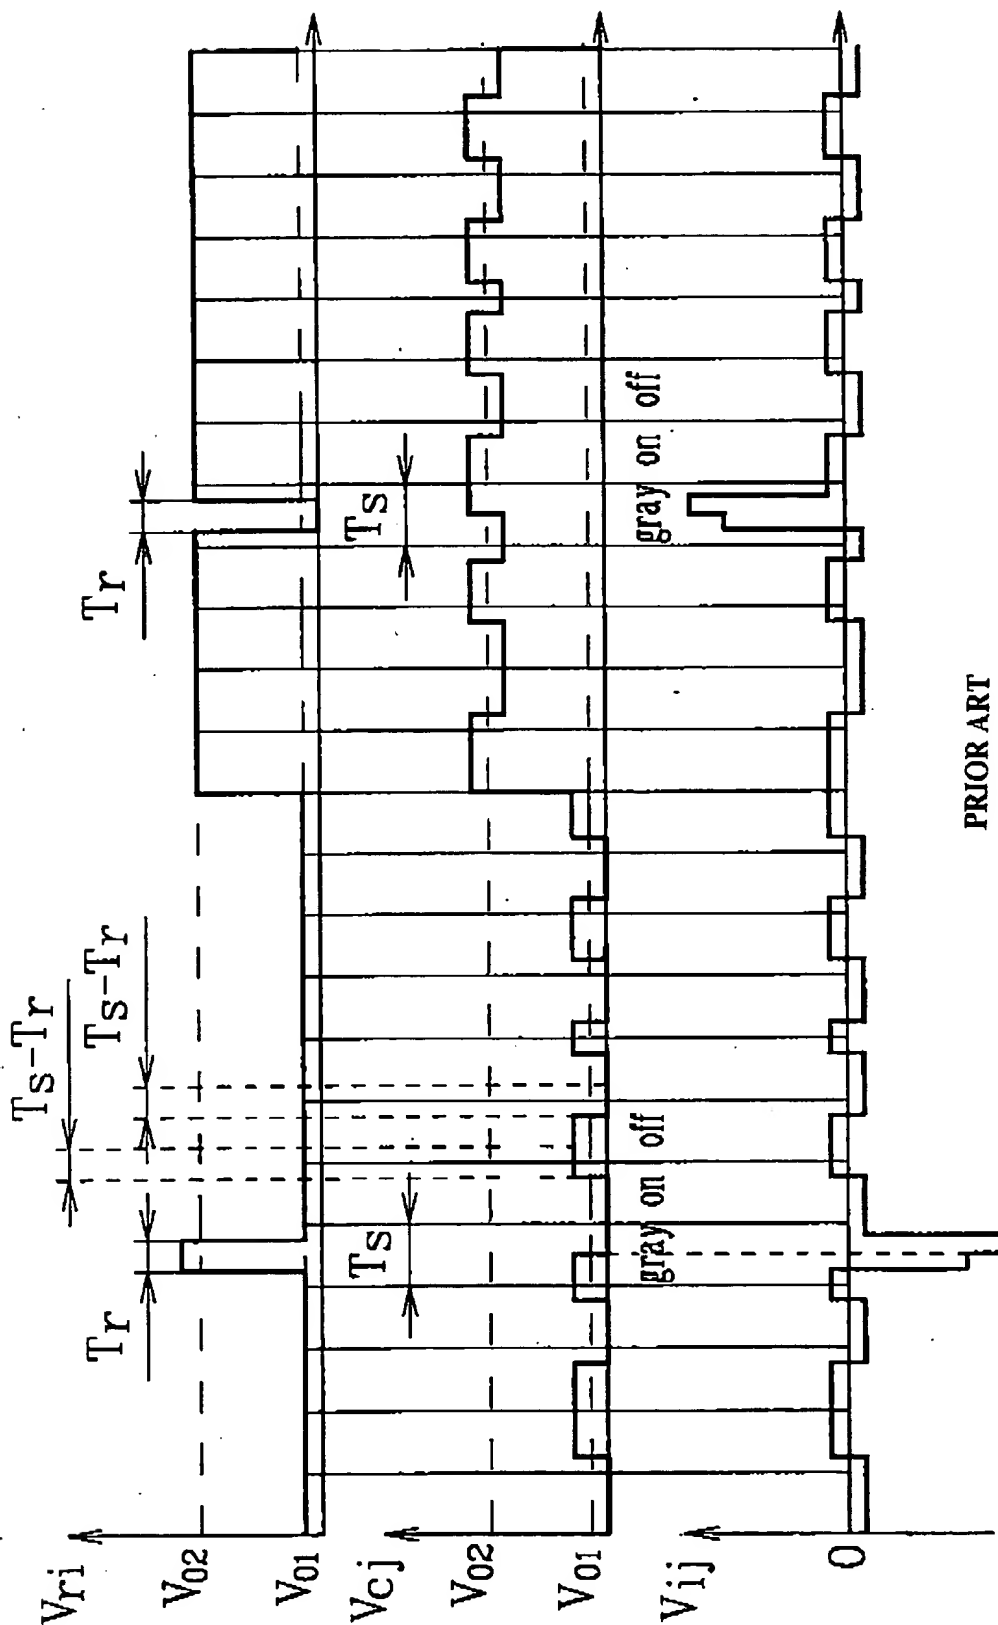 Tr
Tr
Ts-Tr
Ts-Tr
Vri
V02
V01
Ts
Ts
Vcj
V02
V01
gray on off
gray on off
Vij
0
PRIOR ART